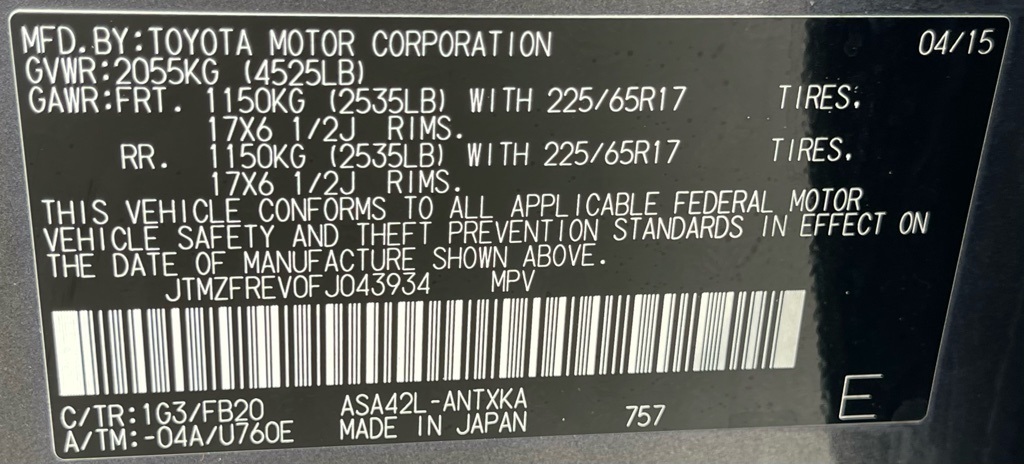 MFD.BY:TOYOTA MOTOR CORPORATION 04/15
GVWR:2055KG (4525LB)
GAWR:FRT. 1150KG (2535LB) WITH 225/65R17 TIRES.
17X6 1/2J RIMS.
RR. 1150KG (2535LB) WITH 225/65R17 TIRES.
17X6 1/2J RIMS.
THIS VEHICLE CONFORMS TO ALL APPLICABLE FEDERAL MOTOR
VEHICLE SAFETY AND THEFT PREVENTION STANDARDS IN EFFECT ON
THE DATE OF MANUFACTURE SHOWN ABOVE.
JTMZFREV0FJ043934 MPV
C/TR:1G3/FB20 ASA42L-ANTXKA 757 E
A/TM:-04A/U760E MADE IN JAPAN